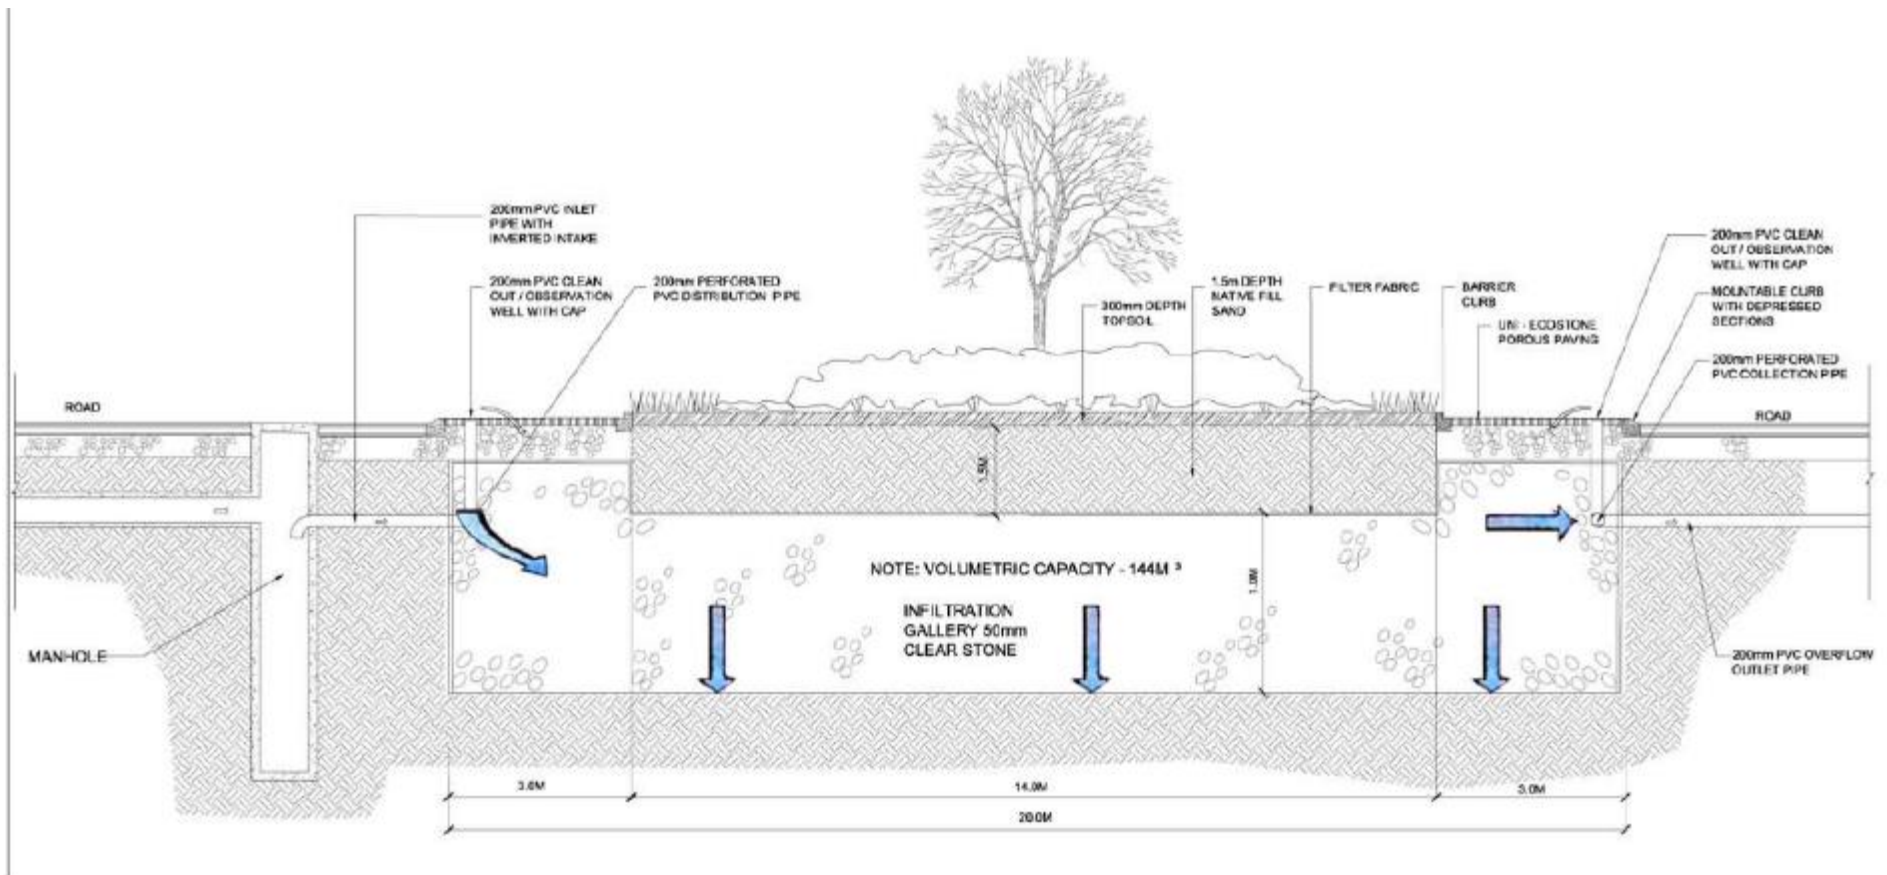 200mm PVC INLET
PIPE WITH
INVERTED INTAKE
200mm PVC CLEAN
OUT / OBSERVATION
WELL WITH CAP
200mm PERFORATED
PVC DISTRIBUTION PIPE
300mm DEPTH
TOPSOIL
1.5m DEPTH
NATIVE FILL
SAND
FILTER FABRIC
BARRIER
CURB
UNI - ECOSTONE
POROUS PAVING
200mm PVC CLEAN
OUT / OBSERVATION
WELL WITH CAP
MOUNTABLE CURB
WITH DEPRESSED
SECTIONS
200mm PERFORATED
PVC COLLECTION PIPE
ROAD
ROAD
1.5M
NOTE: VOLUMETRIC CAPACITY - 144M ³
INFILTRATION
GALLERY 50mm
CLEAR STONE
MANHOLE
200mm PVC OVERFLOW
OUTLET PIPE
3.0M
14.0M
3.0M
20.0M